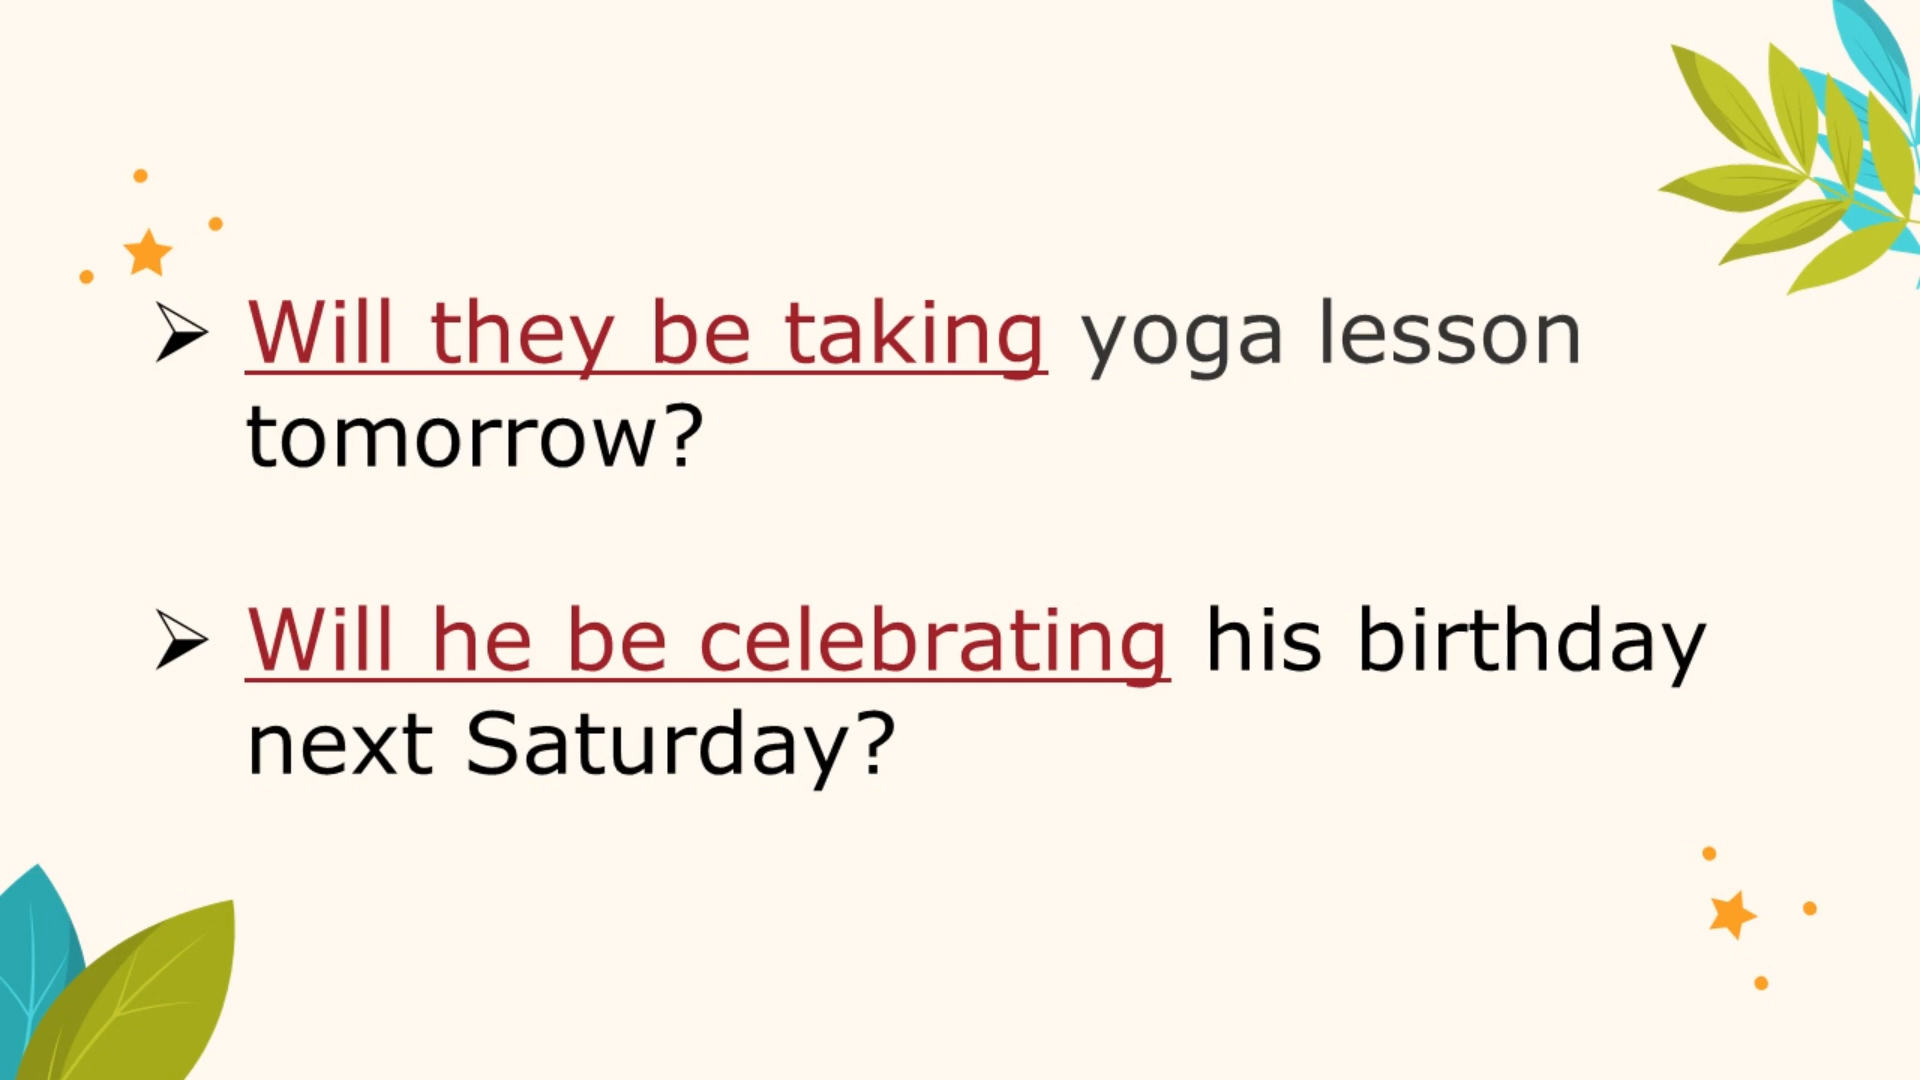 ➢ Will they be taking yoga lesson
tomorrow?
➢ Will he be celebrating his birthday
next Saturday?